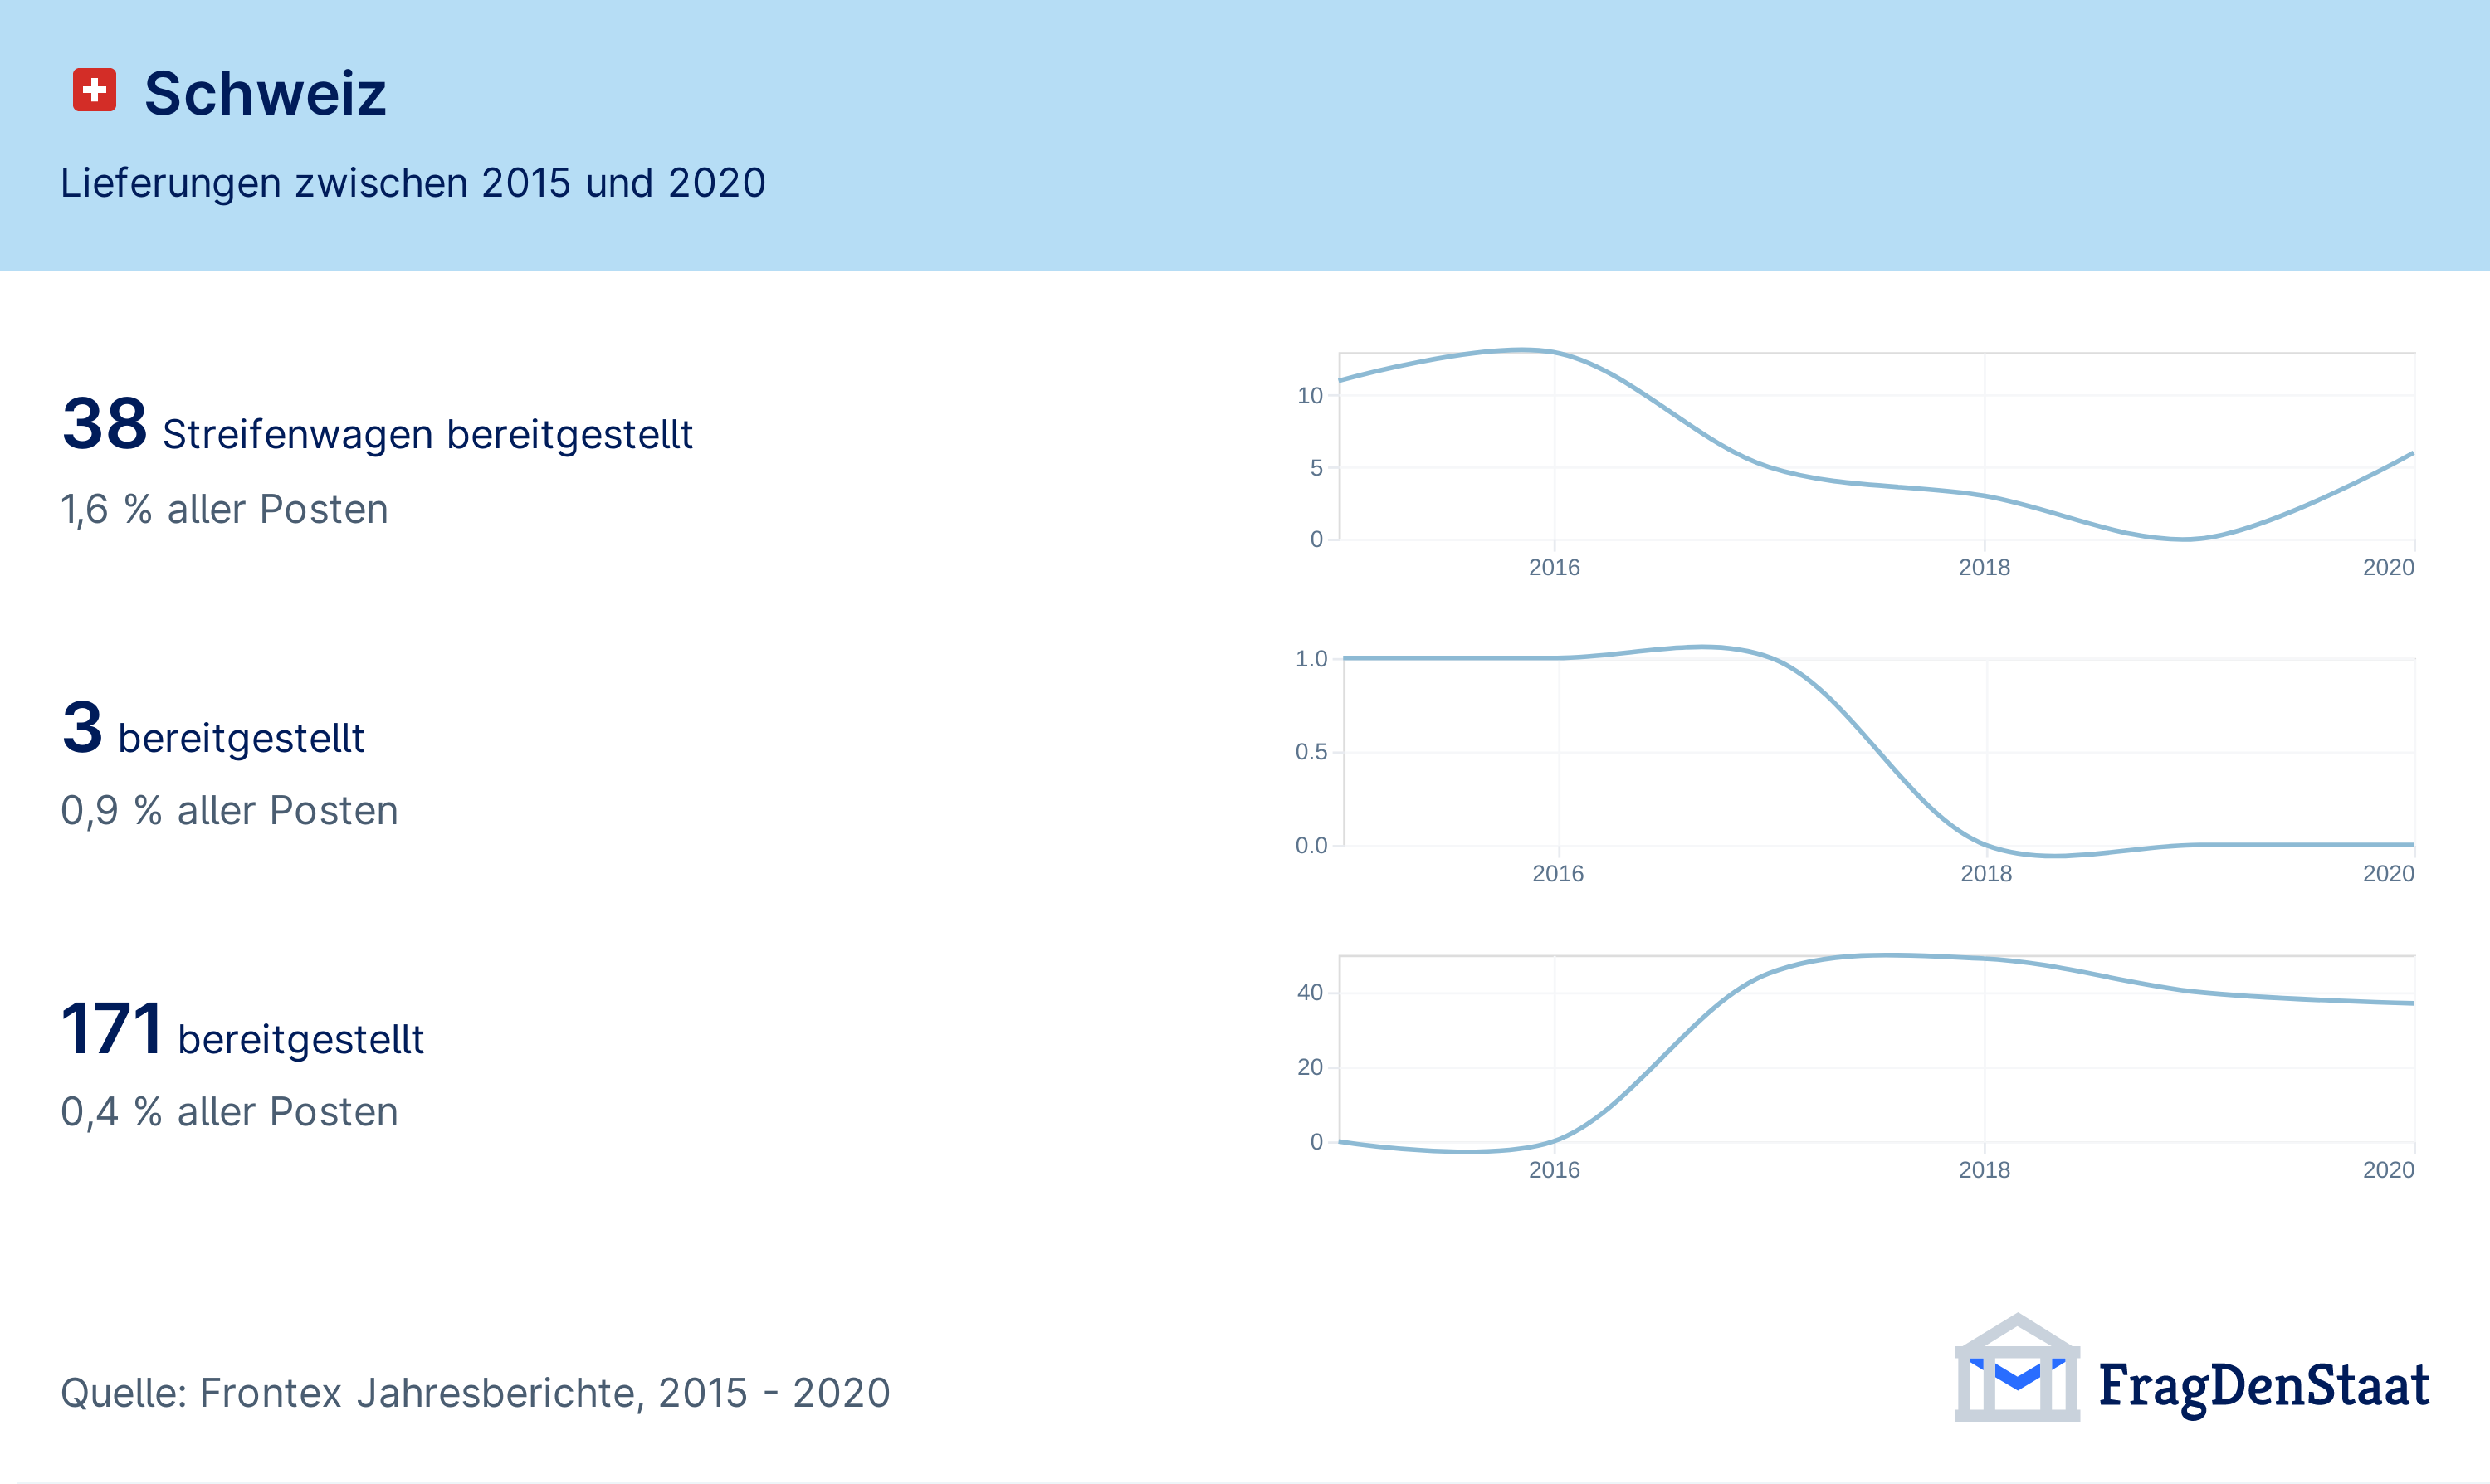 Schweiz
Lieferungen zwischen 2015 und 2020
38 Streifenwagen bereitgestellt
1,6 % aller Posten
10
5
0
2016 2018 2020
3 bereitgestellt
0,9 % aller Posten
1.0
0.5
0.0
2016 2018 2020
171 bereitgestellt
0,4 % aller Posten
40
20
0
2016 2018 2020
Quelle: Frontex Jahresberichte, 2015 - 2020
FragDenStaat